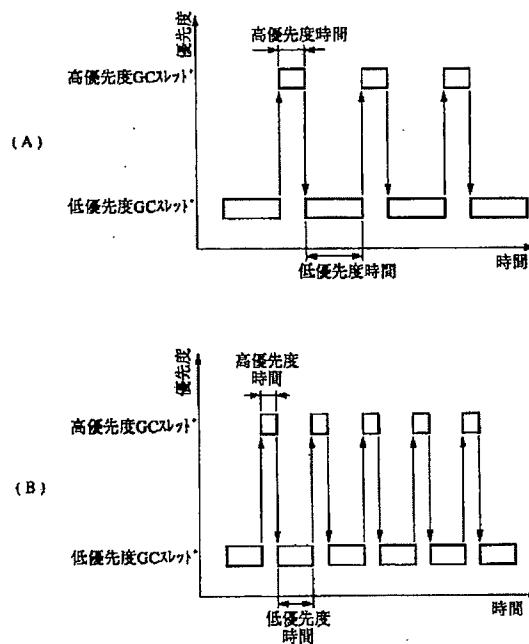 優先度
高優先度時間
高優先度GCスレッド
(A)
低優先度GCスレッド
低優先度時間
時間
優先度
高優先度
時間
高優先度GCスレッド
(B)
低優先度GCスレッド
低優先度
時間
時間